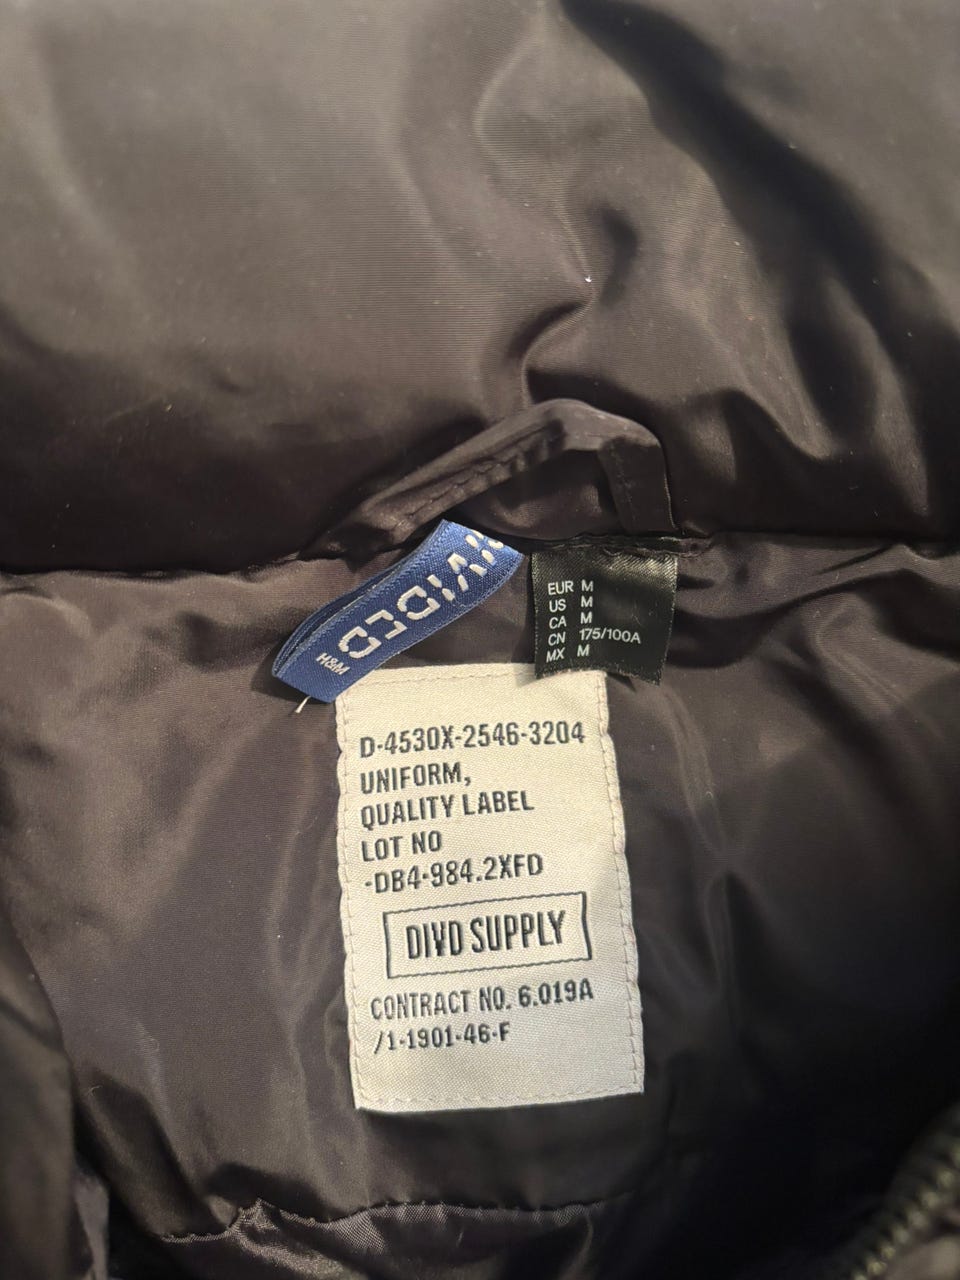 DIVIDED
H&M
EUR M
US M
CA M
CN 175/100A
MX M
D-4530X-2546-3204
UNIFORM,
QUALITY LABEL
LOT NO
-DB4-984.2XFD
DIVD SUPPLY
CONTRACT NO. 6.019A
/1-1901-46-F